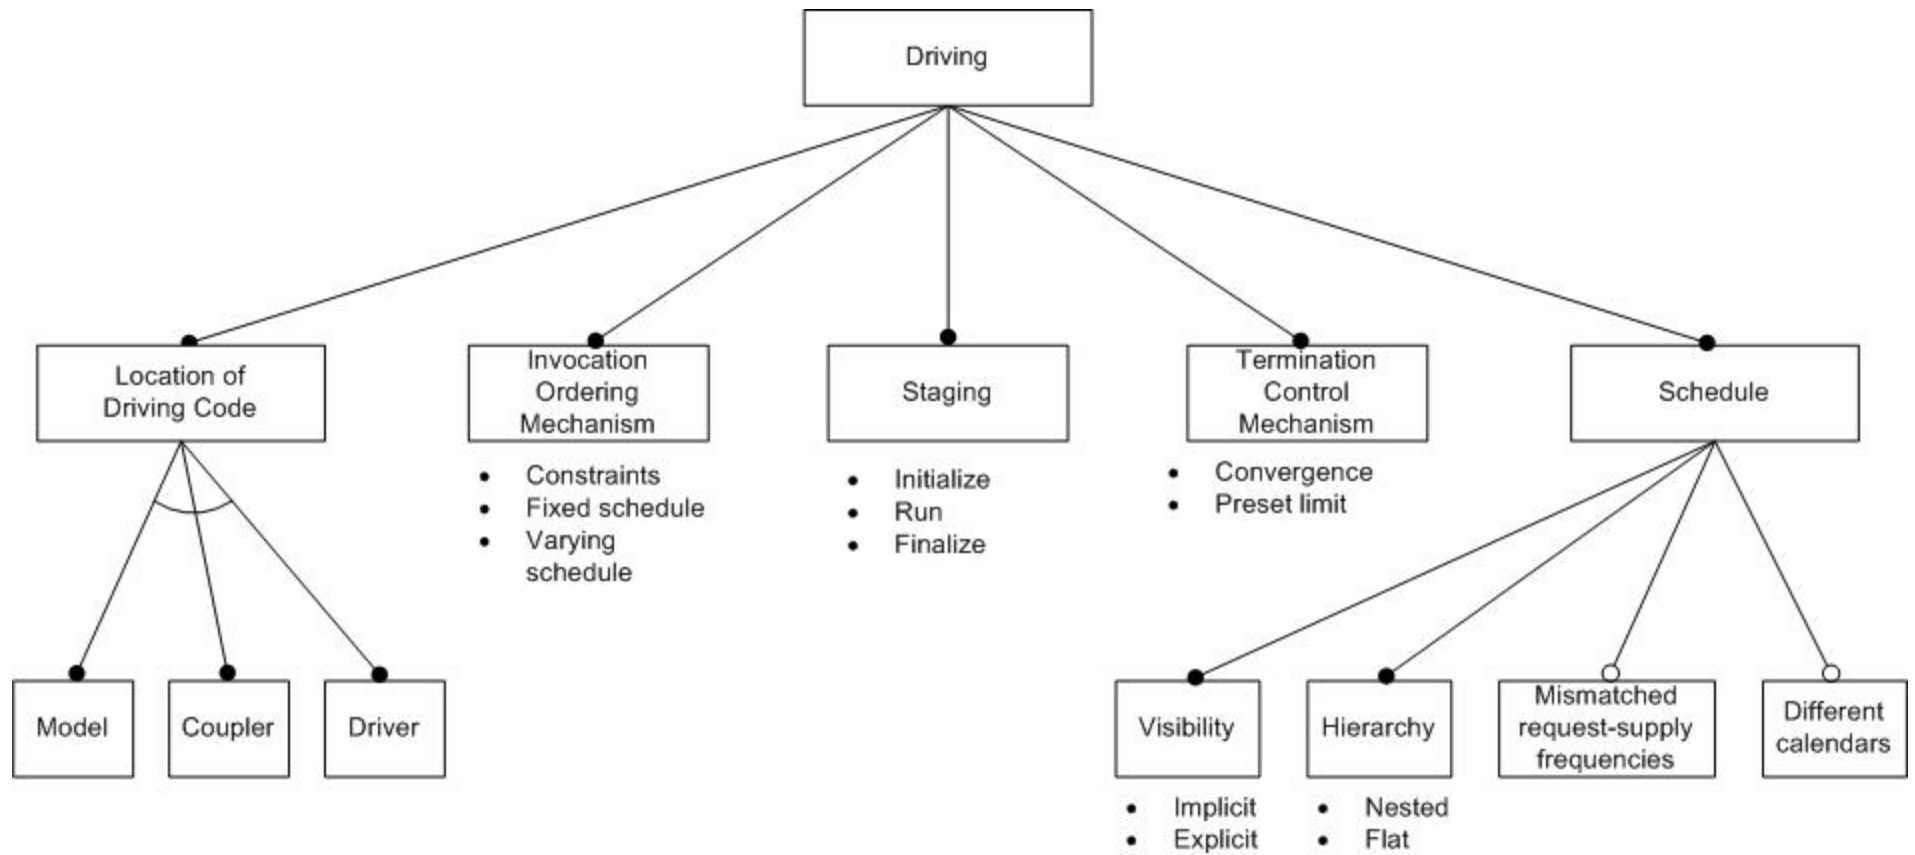 Driving
Location of
Driving Code
Invocation
Ordering
Mechanism
Staging
Termination
Control
Mechanism
Schedule
• Constraints
• Fixed schedule
• Varying
schedule
• Initialize
• Run
• Finalize
• Convergence
• Preset limit
Model
Coupler
Driver
Visibility
Hierarchy
Mismatched
request-supply
frequencies
Different
calendars
• Implicit
• Explicit
• Nested
• Flat